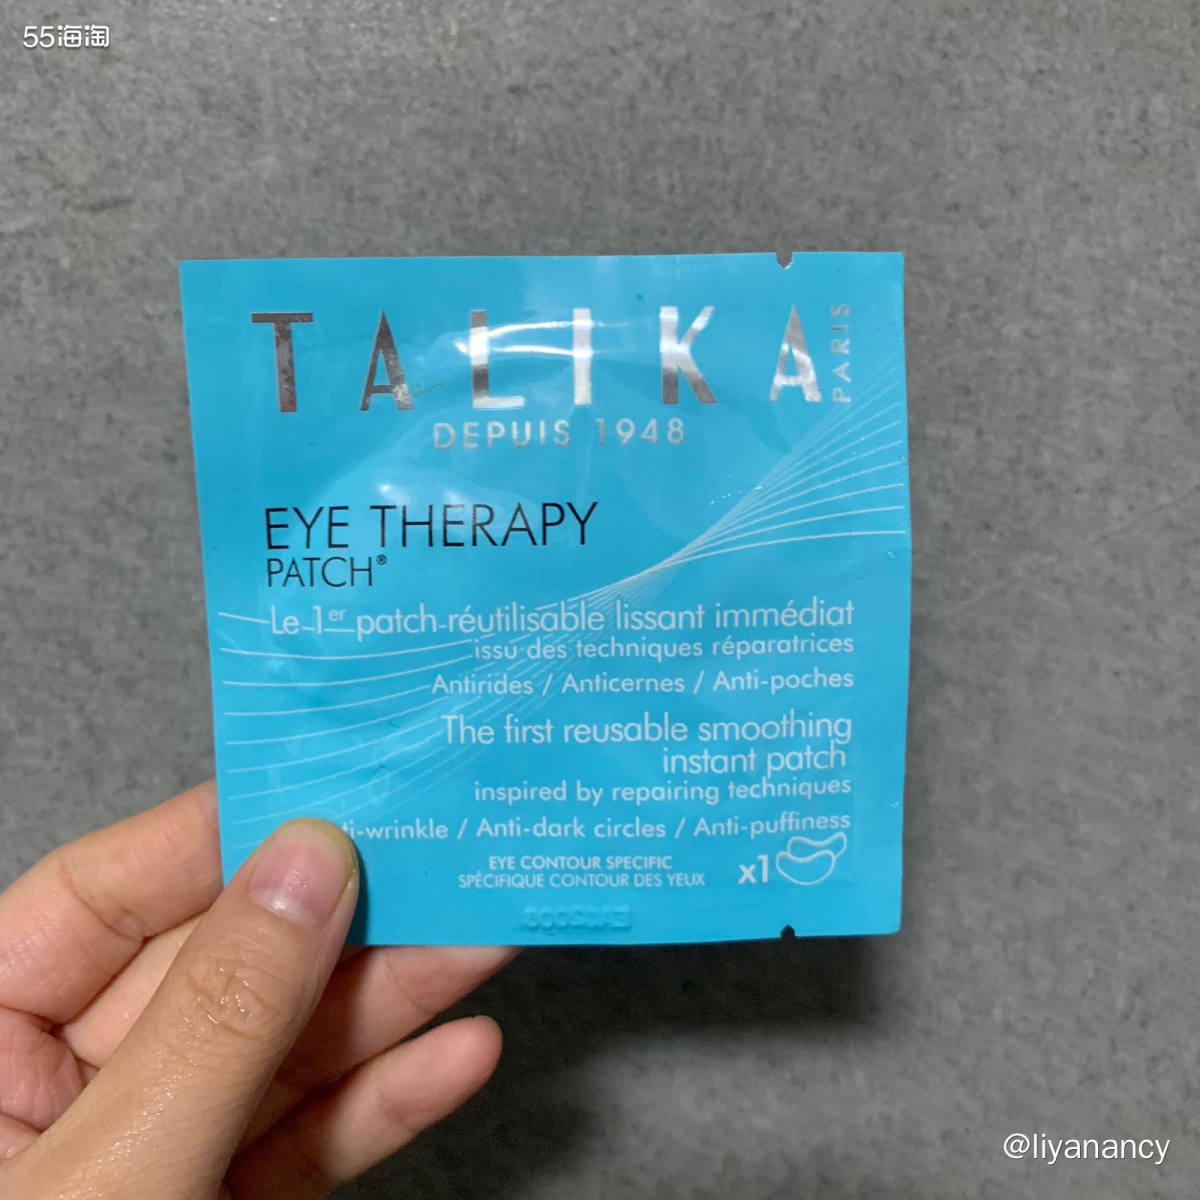 55海淘
TALIKA
PARIS
DEPUIS 1948
EYE THERAPY
PATCH®
Le 1er patch réutilisable lissant immédiat
issu des techniques réparatrices
Antirides / Anticernes / Anti-poches
The first reusable smoothing
instant patch
inspired by repairing techniques
ti-wrinkle / Anti-dark circles / Anti-puffiness
EYE CONTOUR SPECIFIC
SPÉCIFIQUE CONTOUR DES YEUX
x1
@liyanancy